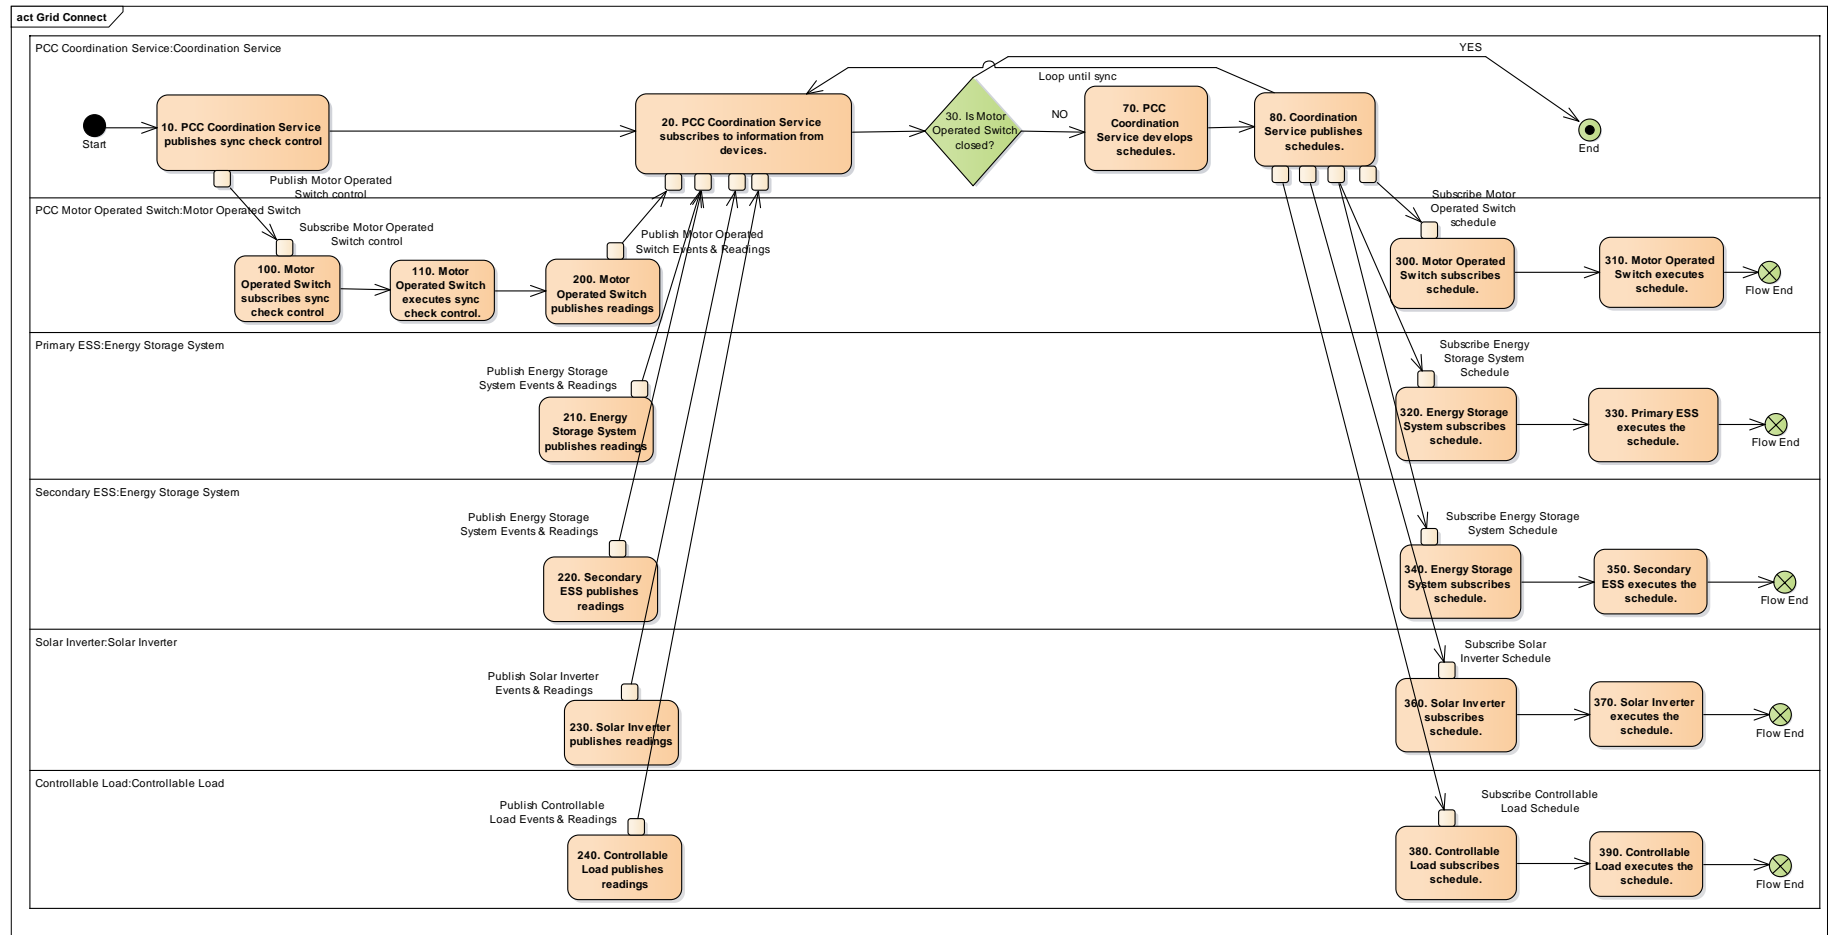 act Grid Connect
PCC Coordination Service:Coordination Service
YES
Loop until sync
Start
10. PCC Coordination Service
publishes sync check control
20. PCC Coordination Service
subscribes to information from
devices.
30. Is Motor
Operated Switch
closed?
NO
70. PCC
Coordination
Service develops
schedules.
80. Coordination
Service publishes
schedules.
End
Publish Motor Operated
Switch control
Subscribe Motor
Operated Switch
schedule
PCC Motor Operated Switch:Motor Operated Switch
Subscribe Motor Operated
Switch control
Publish Motor Operated
Switch Events & Readings
100. Motor
Operated Switch
subscribes sync
check control
110. Motor
Operated Switch
executes sync
check control.
200. Motor
Operated Switch
publishes readings
300. Motor Operated
Switch subscribes
schedule.
310. Motor Operated
Switch executes
schedule.
Flow End
Primary ESS:Energy Storage System
Publish Energy Storage
System Events & Readings
210. Energy
Storage System
publishes readings
Subscribe Energy
Storage System
Schedule
320. Energy Storage
System subscribes
schedule.
330. Primary ESS
executes the
schedule.
Flow End
Secondary ESS:Energy Storage System
Publish Energy Storage
System Events & Readings
220. Secondary
ESS publishes
readings
Subscribe Energy Storage
System Schedule
340. Energy Storage
System subscribes
schedule.
350. Secondary
ESS executes the
schedule.
Flow End
Solar Inverter:Solar Inverter
Publish Solar Inverter
Events & Readings
230. Solar Inverter
publishes readings
Subscribe Solar
Inverter Schedule
360. Solar Inverter
subscribes
schedule.
370. Solar Inverter
executes the
schedule.
Flow End
Controllable Load:Controllable Load
Publish Controllable
Load Events & Readings
240. Controllable
Load publishes
readings
Subscribe Controllable
Load Schedule
380. Controllable
Load subscribes
schedule.
390. Controllable
Load executes the
schedule.
Flow End